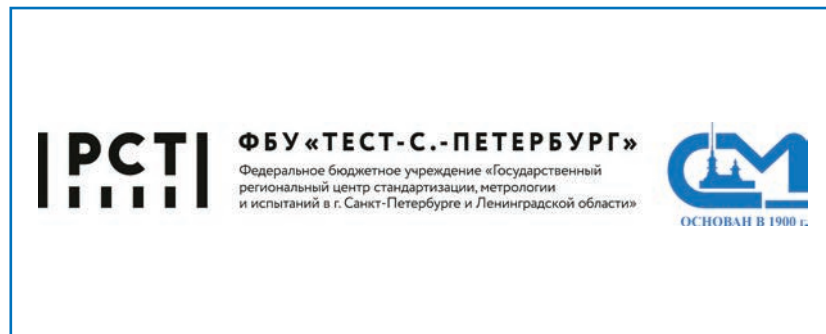 РСТ
ФБУ «ТЕСТ-С.-ПЕТЕРБУРГ»
Федеральное бюджетное учреждение «Государственный
региональный центр стандартизации, метрологии
и испытаний в г. Санкт-Петербурге и Ленинградской области»
СМ
ОСНОВАН В 1900 г.